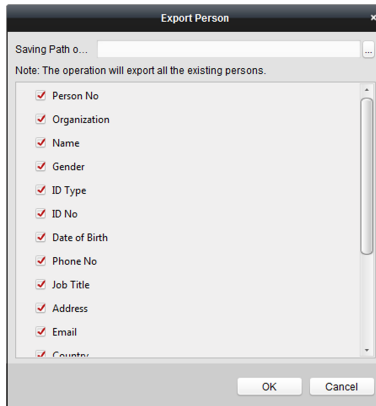 Export Person
Saving Path o...
...
Note: The operation will export all the existing persons.
Person No
Organization
Name
Gender
ID Type
ID No
Date of Birth
Phone No
Job Title
Address
Email
Country
OK Cancel